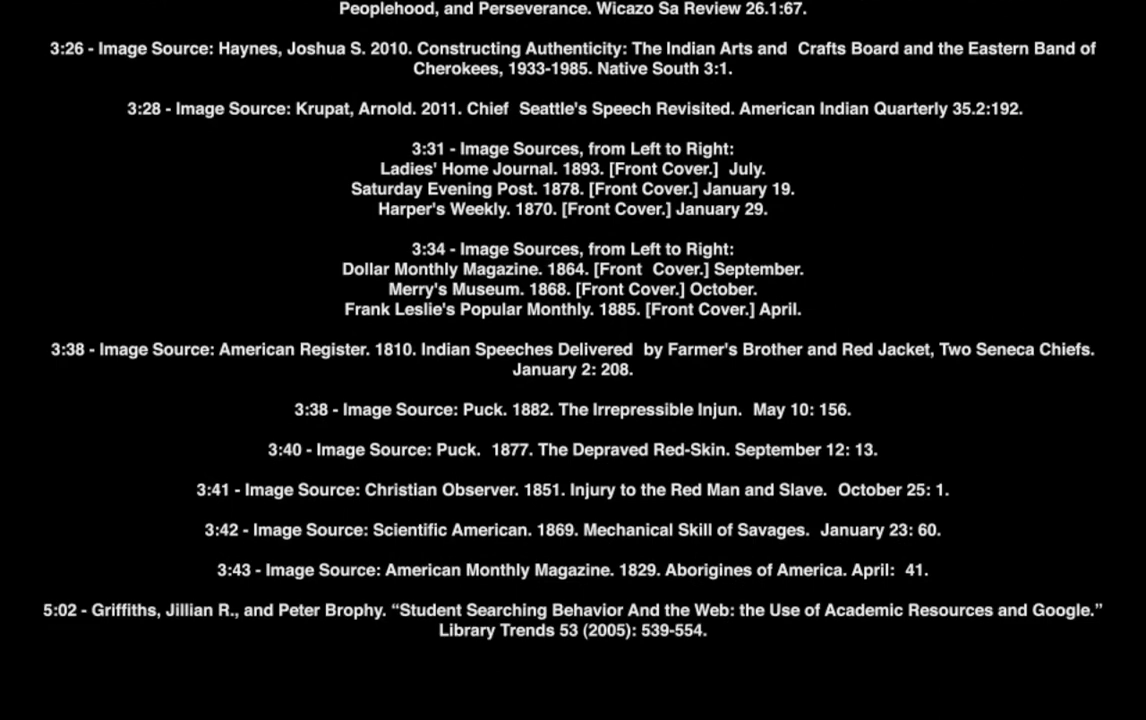 Peoplehood, and Perseverance. Wicazo Sa Review 26.1:67.
3:26 - Image Source: Haynes, Joshua S. 2010. Constructing Authenticity: The Indian Arts and Crafts Board and the Eastern Band of
Cherokees, 1933-1985. Native South 3:1.
3:28 - Image Source: Krupat, Arnold. 2011. Chief Seattle's Speech Revisited. American Indian Quarterly 35.2:192.
3:31 - Image Sources, from Left to Right:
Ladies' Home Journal. 1893. [Front Cover.] July.
Saturday Evening Post. 1878. [Front Cover.] January 19.
Harper's Weekly. 1870. [Front Cover.] January 29.
3:34 - Image Sources, from Left to Right:
Dollar Monthly Magazine. 1864. [Front Cover.] September.
Merry's Museum. 1868. [Front Cover.] October.
Frank Leslie's Popular Monthly. 1885. [Front Cover.] April.
3:38 - Image Source: American Register. 1810. Indian Speeches Delivered by Farmer's Brother and Red Jacket, Two Seneca Chiefs.
January 2: 208.
3:38 - Image Source: Puck. 1882. The Irrepressible Injun. May 10: 156.
3:40 - Image Source: Puck. 1877. The Depraved Red-Skin. September 12: 13.
3:41 - Image Source: Christian Observer. 1851. Injury to the Red Man and Slave. October 25: 1.
3:42 - Image Source: Scientific American. 1869. Mechanical Skill of Savages. January 23: 60.
3:43 - Image Source: American Monthly Magazine. 1829. Aborigines of America. April: 41.
5:02 - Griffiths, Jillian R., and Peter Brophy. “Student Searching Behavior And the Web: the Use of Academic Resources and Google.”
Library Trends 53 (2005): 539-554.